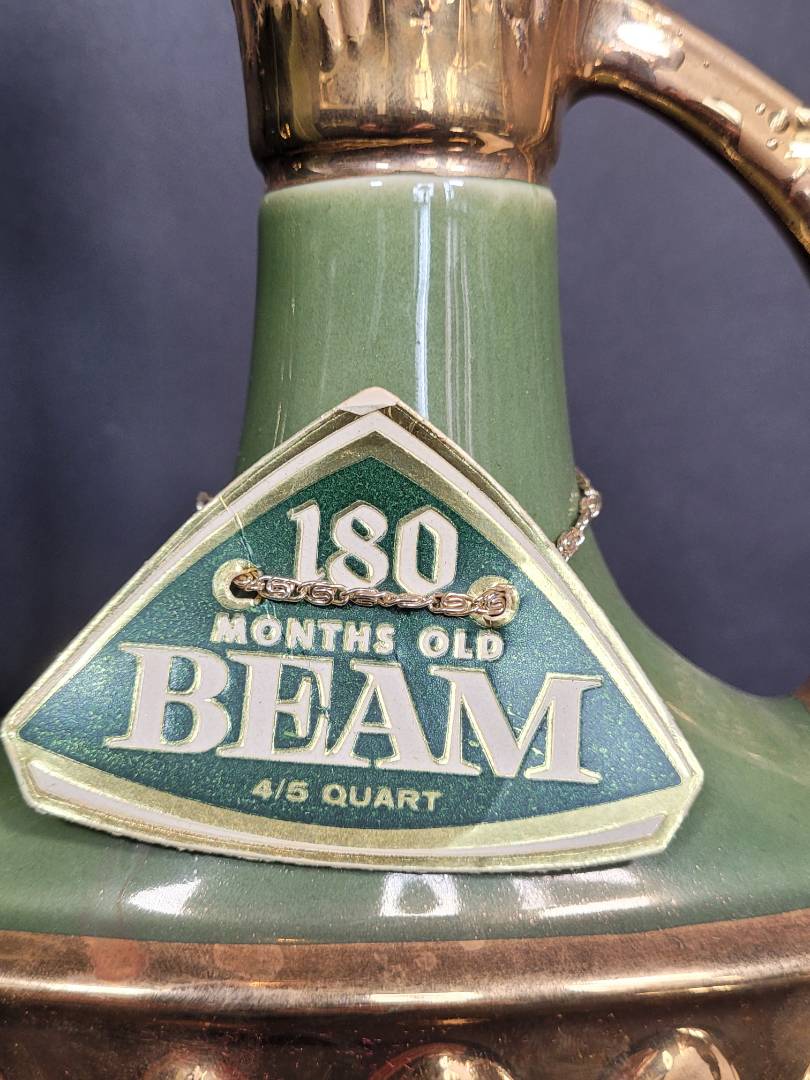 180
MONTHS OLD
BEAM
4/5 QUART